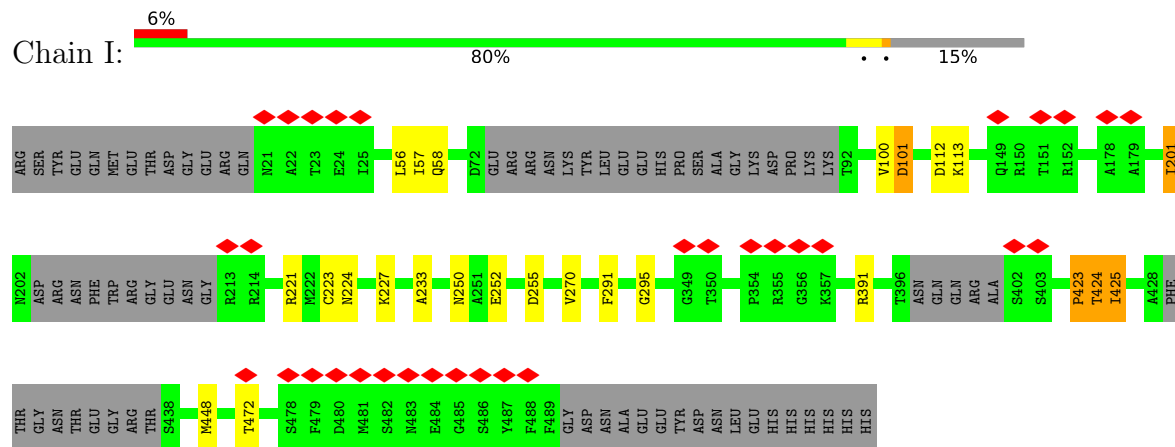 6%
Chain I:
80% • • 15%
ARG SER TYR GLU GLN MET GLU THR ASP GLY GLU ARG GLN N21 A22 T23 E24 I25 L56 I57 Q58 D72 GLU ARG ARG ASN LYS TYR LEU GLU GLU HIS PRO SER ALA GLY LYS ASP PRO LYS LYS T92 V100 D101 D112 K113 Q149 R150 T151 R152 A178 A179 I201
N202 ASP ARG ASN PHE TRP ARG GLY GLU ASN GLY R213 R214 R221 M222 C223 N224 K227 A233 N250 A251 E252 D255 V270 F291 G295 G349 T350 P354 R355 G356 K357 R391 T396 ASN GLN GLN ARG ALA S402 S403 P423 T424 I425 A428 PHE
THR GLY ASN THR GLU GLY ARG THR S438 M448 T472 S478 F479 D480 M481 S482 N483 E484 G485 S486 Y487 F488 F489 GLY ASP ASN ALA GLU GLU TYR ASP ASN LEU GLU HIS HIS HIS HIS HIS HIS HIS HIS